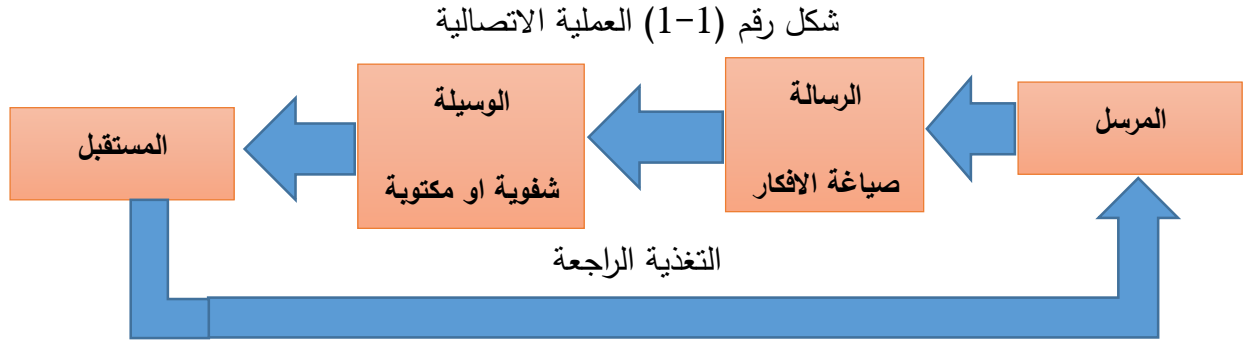 شكل رقم (1-1) العملية الاتصالية
المرسل
الرسالة
صياغة الافكار
الوسيلة
شفوية او مكتوبة
المستقبل
التغذية الراجعة